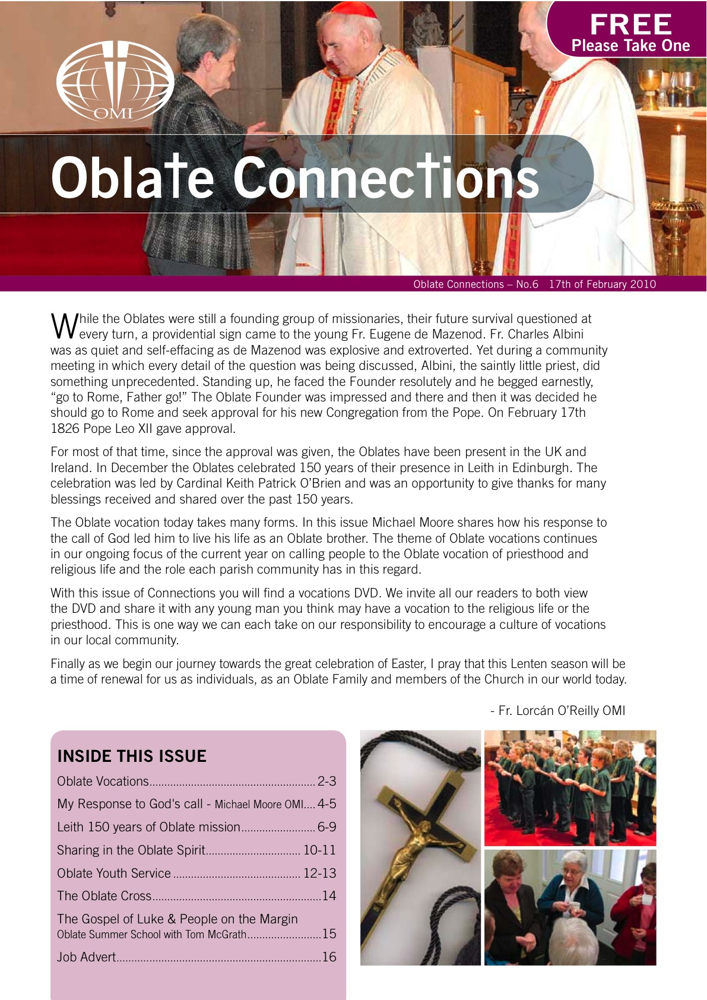 FREE
Please Take One
OMI
Oblate Connections
Oblate Connections – No.6 17th of February 2010
While the Oblates were still a founding group of missionaries, their future survival questioned at
every turn, a providential sign came to the young Fr. Eugene de Mazenod. Fr. Charles Albini
was as quiet and self-effacing as de Mazenod was explosive and extroverted. Yet during a community
meeting in which every detail of the question was being discussed, Albini, the saintly little priest, did
something unprecedented. Standing up, he faced the Founder resolutely and he begged earnestly,
“go to Rome, Father go!” The Oblate Founder was impressed and there and then it was decided he
should go to Rome and seek approval for his new Congregation from the Pope. On February 17th
1826 Pope Leo XII gave approval.
For most of that time, since the approval was given, the Oblates have been present in the UK and
Ireland. In December the Oblates celebrated 150 years of their presence in Leith in Edinburgh. The
celebration was led by Cardinal Keith Patrick O’Brien and was an opportunity to give thanks for many
blessings received and shared over the past 150 years.
The Oblate vocation today takes many forms. In this issue Michael Moore shares how his response to
the call of God led him to live his life as an Oblate brother. The theme of Oblate vocations continues
in our ongoing focus of the current year on calling people to the Oblate vocation of priesthood and
religious life and the role each parish community has in this regard.
With this issue of Connections you will find a vocations DVD. We invite all our readers to both view
the DVD and share it with any young man you think may have a vocation to the religious life or the
priesthood. This is one way we can each take on our responsibility to encourage a culture of vocations
in our local community.
Finally as we begin our journey towards the great celebration of Easter, I pray that this Lenten season will be
a time of renewal for us as individuals, as an Oblate Family and members of the Church in our world today.
- Fr. Lorcán O’Reilly OMI
INSIDE THIS ISSUE
Oblate Vocations........................................................ 2-3
My Response to God's call - Michael Moore OMI.... 4-5
Leith 150 years of Oblate mission......................... 6-9
Sharing in the Oblate Spirit................................ 10-11
Oblate Youth Service ........................................... 12-13
The Oblate Cross.........................................................14
The Gospel of Luke & People on the Margin
Oblate Summer School with Tom McGrath.........................15
Job Advert.....................................................................16